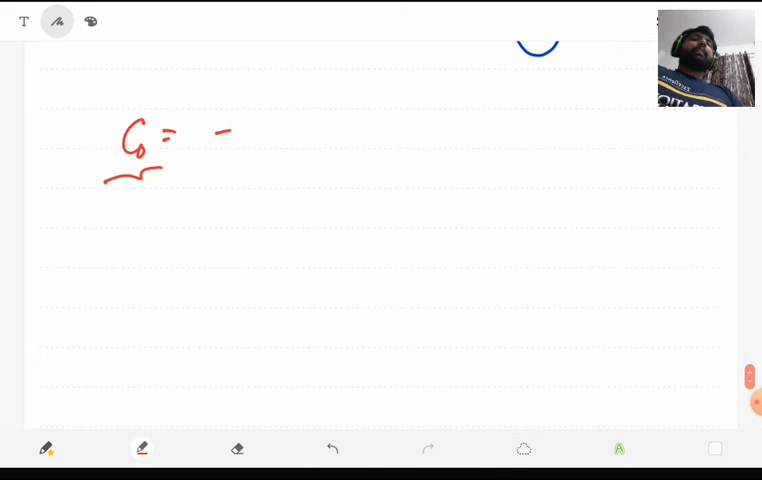 T
C₀ = -
A